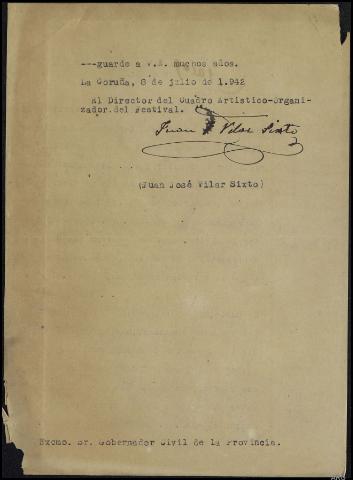 ---guarde a V.E. muchos años.
La Coruña, 8 de julio de 1.942
El Director del Cuadro Artístico-Organi-
zador del Festival.
Juan J Vilar Sixto
(Juan José Vilar Sixto)
Excmo. Sr. Gobernador Civil de la Provincia.